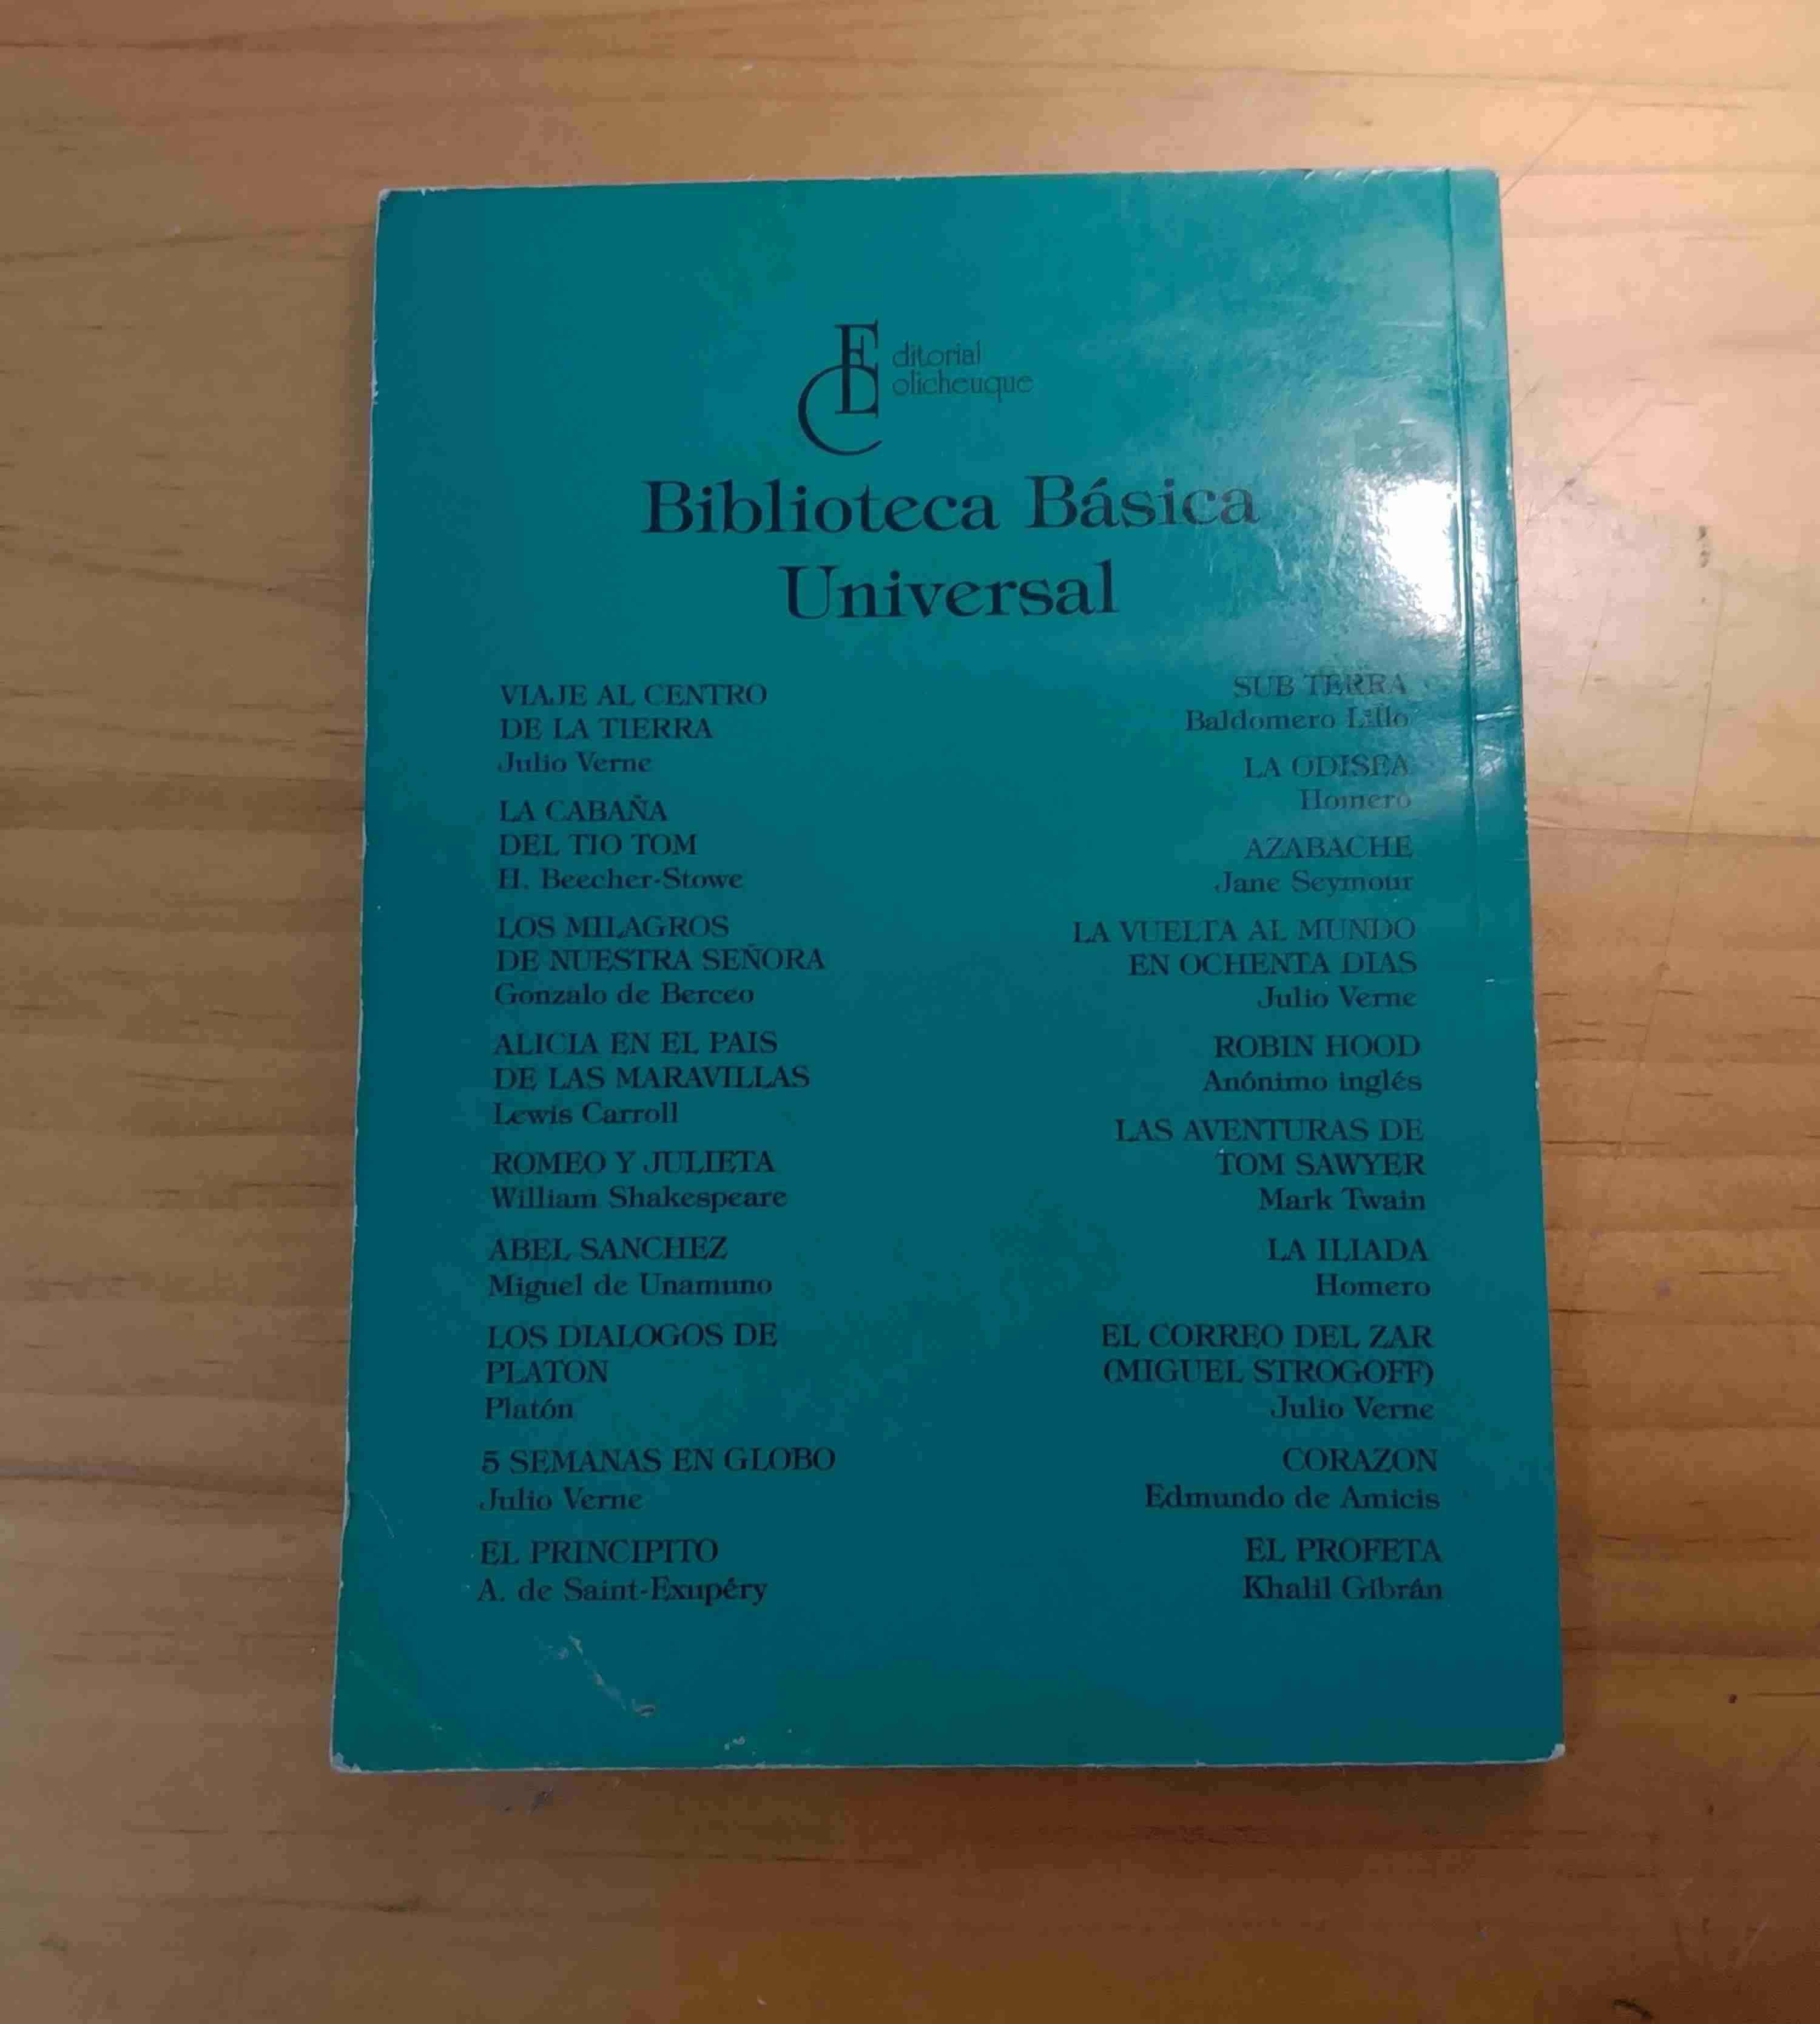 Editorial
Colicheuque
Biblioteca Básica
Universal
VIAJE AL CENTRO
DE LA TIERRA
Julio Verne
LA CABAÑA
DEL TIO TOM
H. Beecher-Stowe
LOS MILAGROS
DE NUESTRA SEÑORA
Gonzalo de Berceo
ALICIA EN EL PAIS
DE LAS MARAVILLAS
Lewis Carroll
ROMEO Y JULIETA
William Shakespeare
ABEL SANCHEZ
Miguel de Unamuno
LOS DIALOGOS DE
PLATON
Platón
5 SEMANAS EN GLOBO
Julio Verne
EL PRINCIPITO
A. de Saint-Exupéry
SUB TERRA
Baldomero Lillo
LA ODISEA
Homero
AZABACHE
Jane Seymour
LA VUELTA AL MUNDO
EN OCHENTA DIAS
Julio Verne
ROBIN HOOD
Anónimo inglés
LAS AVENTURAS DE
TOM SAWYER
Mark Twain
LA ILIADA
Homero
EL CORREO DEL ZAR
(MIGUEL STROGOFF)
Julio Verne
CORAZON
Edmundo de Amicis
EL PROFETA
Khalil Gibrán